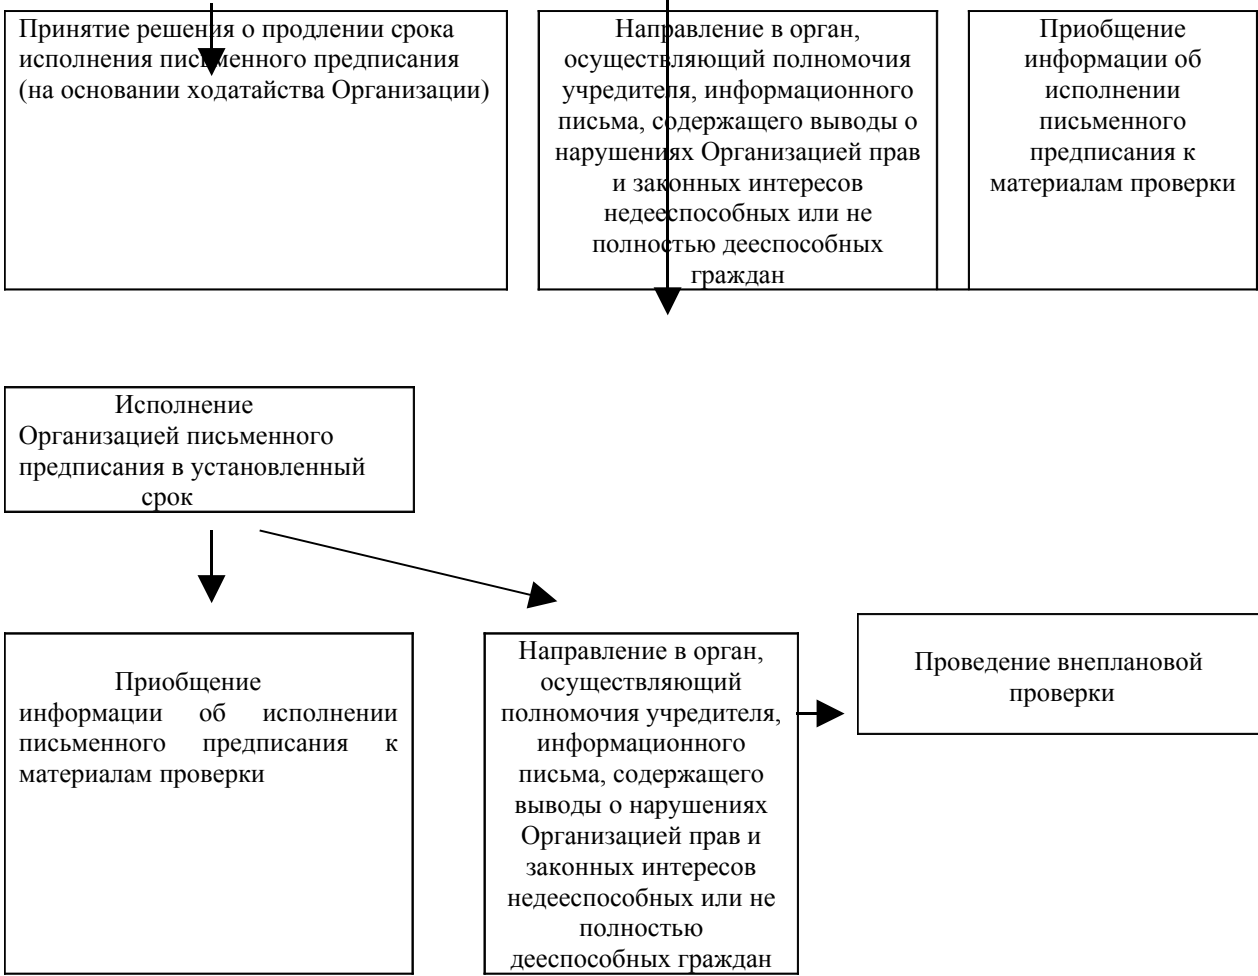 Принятие решения о продлении срока
исполнения письменного предписания
(на основании ходатайства Организации)
Направление в орган,
осуществляющий полномочия
учредителя, информационного
письма, содержащего выводы о
нарушениях Организацией прав
и законных интересов
недееспособных или не
полностью дееспособных
граждан
Приобщение
информации об
исполнении
письменного
предписания к
материалам проверки
Исполнение
Организацией письменного
предписания в установленный
срок
Приобщение
информации об исполнении
письменного предписания к
материалам проверки
Направление в орган,
осуществляющий
полномочия учредителя,
информационного
письма, содержащего
выводы о нарушениях
Организацией прав и
законных интересов
недееспособных или не
полностью
дееспособных граждан
Проведение внеплановой
проверки